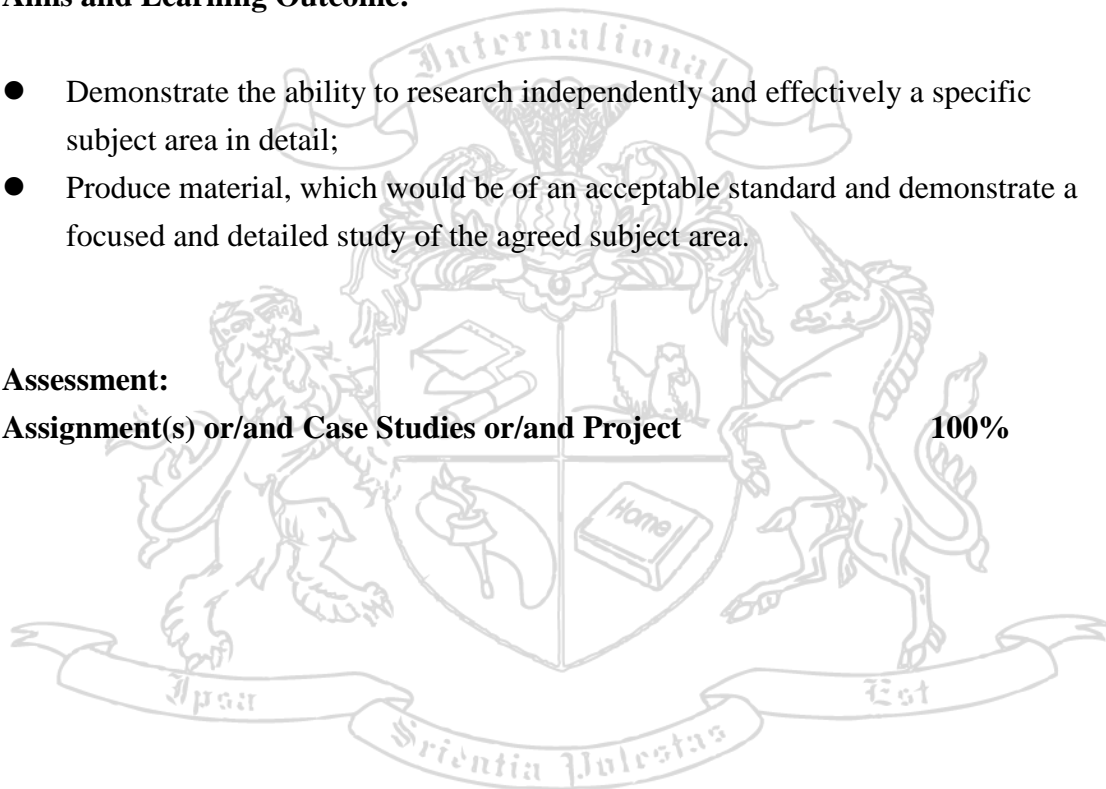 Aims and Learning Outcome:
International
● Demonstrate the ability to research independently and effectively a specific
subject area in detail;
● Produce material, which would be of an acceptable standard and demonstrate a
focused and detailed study of the agreed subject area.
Assessment:
Assignment(s) or/and Case Studies or/and Project 100%
Home
Ipsa Scientia Potestas Est